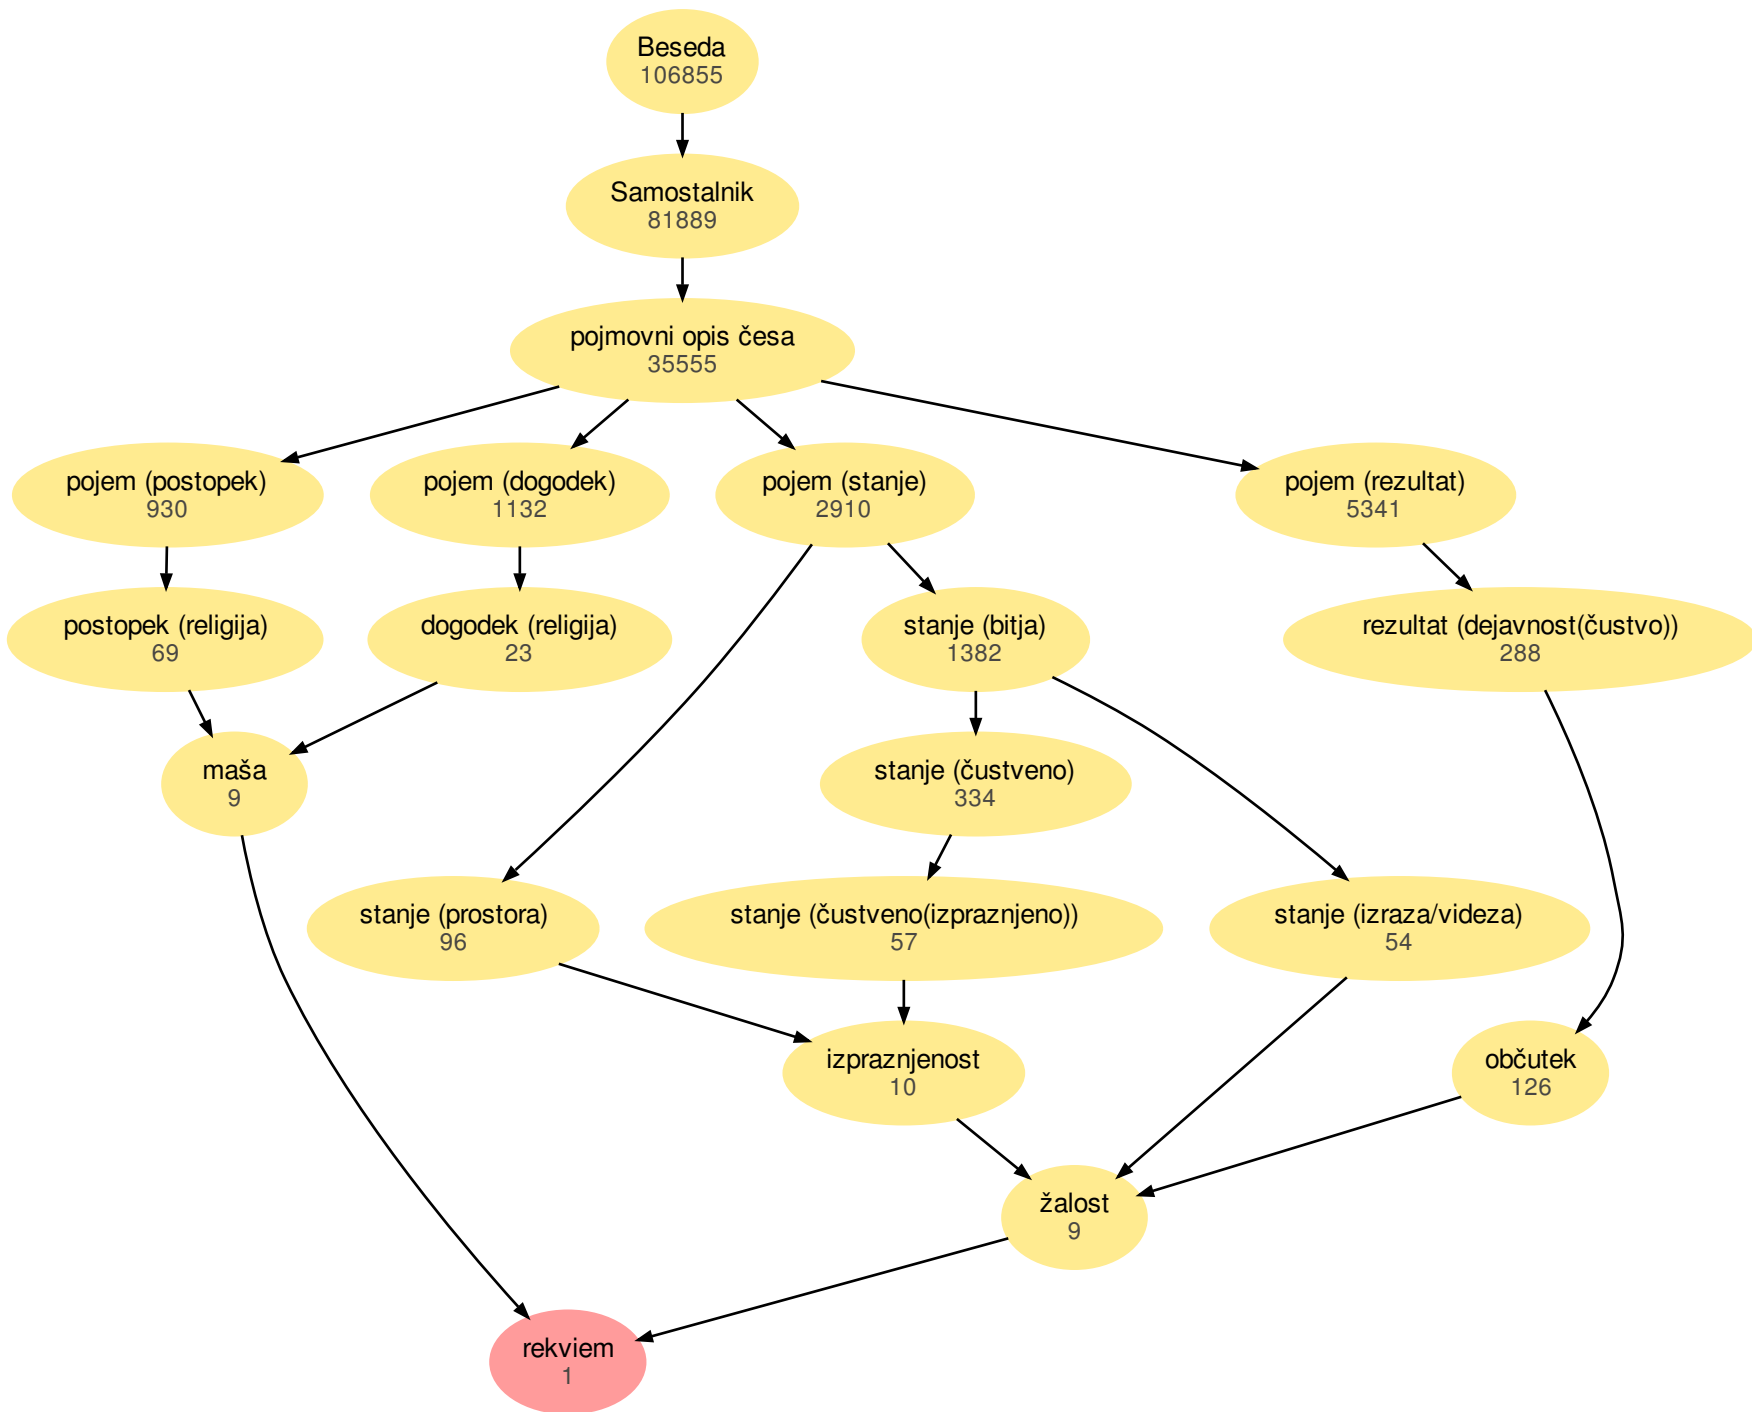 Beseda
106855
Samostalnik
81889
pojmovni opis česa
35555
pojem (postopek)
930
pojem (dogodek)
1132
pojem (stanje)
2910
pojem (rezultat)
5341
postopek (religija)
69
dogodek (religija)
23
stanje (bitja)
1382
rezultat (dejavnost(čustvo))
288
maša
9
stanje (čustveno)
334
stanje (prostora)
96
stanje (čustveno(izpraznjeno))
57
stanje (izraza/videza)
54
izpraznjenost
10
občutek
126
žalost
9
rekviem
1